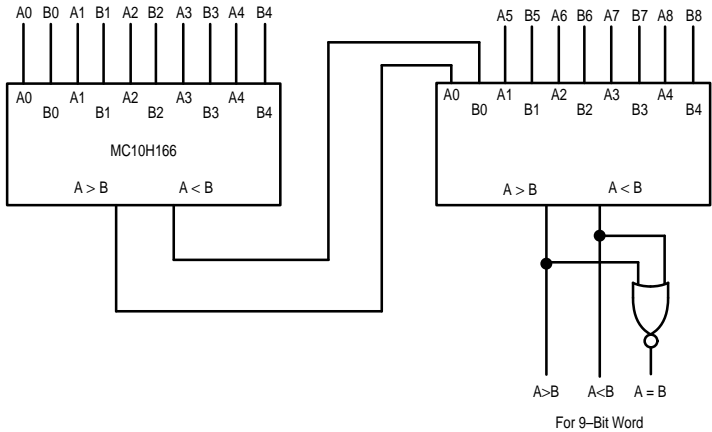 A0 B0 A1 B1 A2 B2 A3 B3 A4 B4
A0 A1 A2 A3 A4
B0 B1 B2 B3 B4
MC10H166
A > B A < B
A5 B5 A6 B6 A7 B7 A8 B8
A0 A1 A2 A3 A4
B0 B1 B2 B3 B4
A > B A < B
A>B A<B A = B
For 9–Bit Word